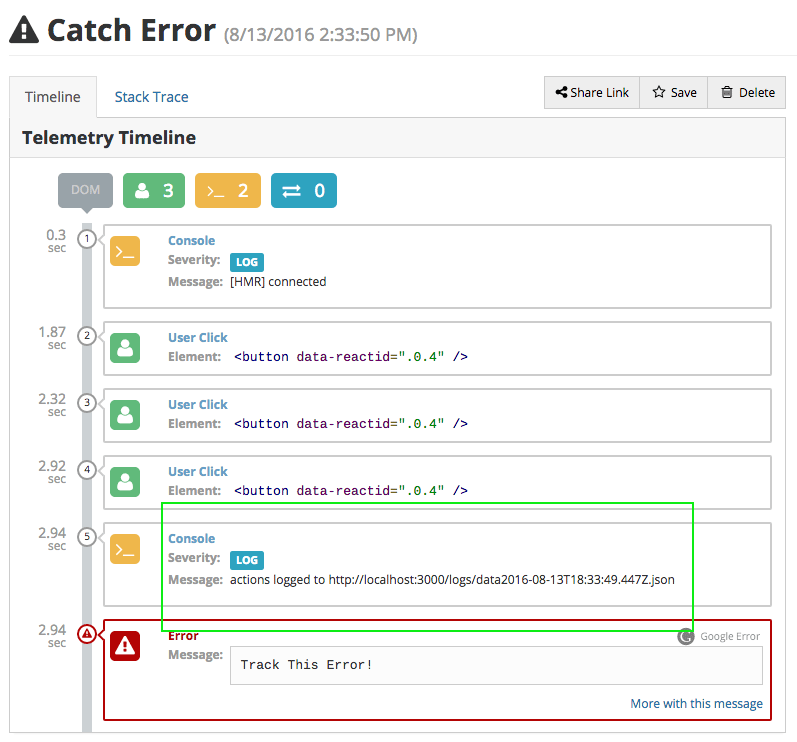 Catch Error (8/13/2016 2:33:50 PM)
Timeline Stack Trace Share Link Save Delete
Telemetry Timeline
DOM 3 >_ 2 0
0.3 sec 1 >_ Console
Severity: LOG
Message: [HMR] connected
1.87 sec 2 User Click
Element: <button data-reactid=".0.4" />
2.32 sec 3 User Click
Element: <button data-reactid=".0.4" />
2.92 sec 4 User Click
Element: <button data-reactid=".0.4" />
2.94 sec 5 >_ Console
Severity: LOG
Message: actions logged to http://localhost:3000/logs/data2016-08-13T18:33:49.447Z.json
2.94 sec Error G Google Error
Message: Track This Error!
More with this message